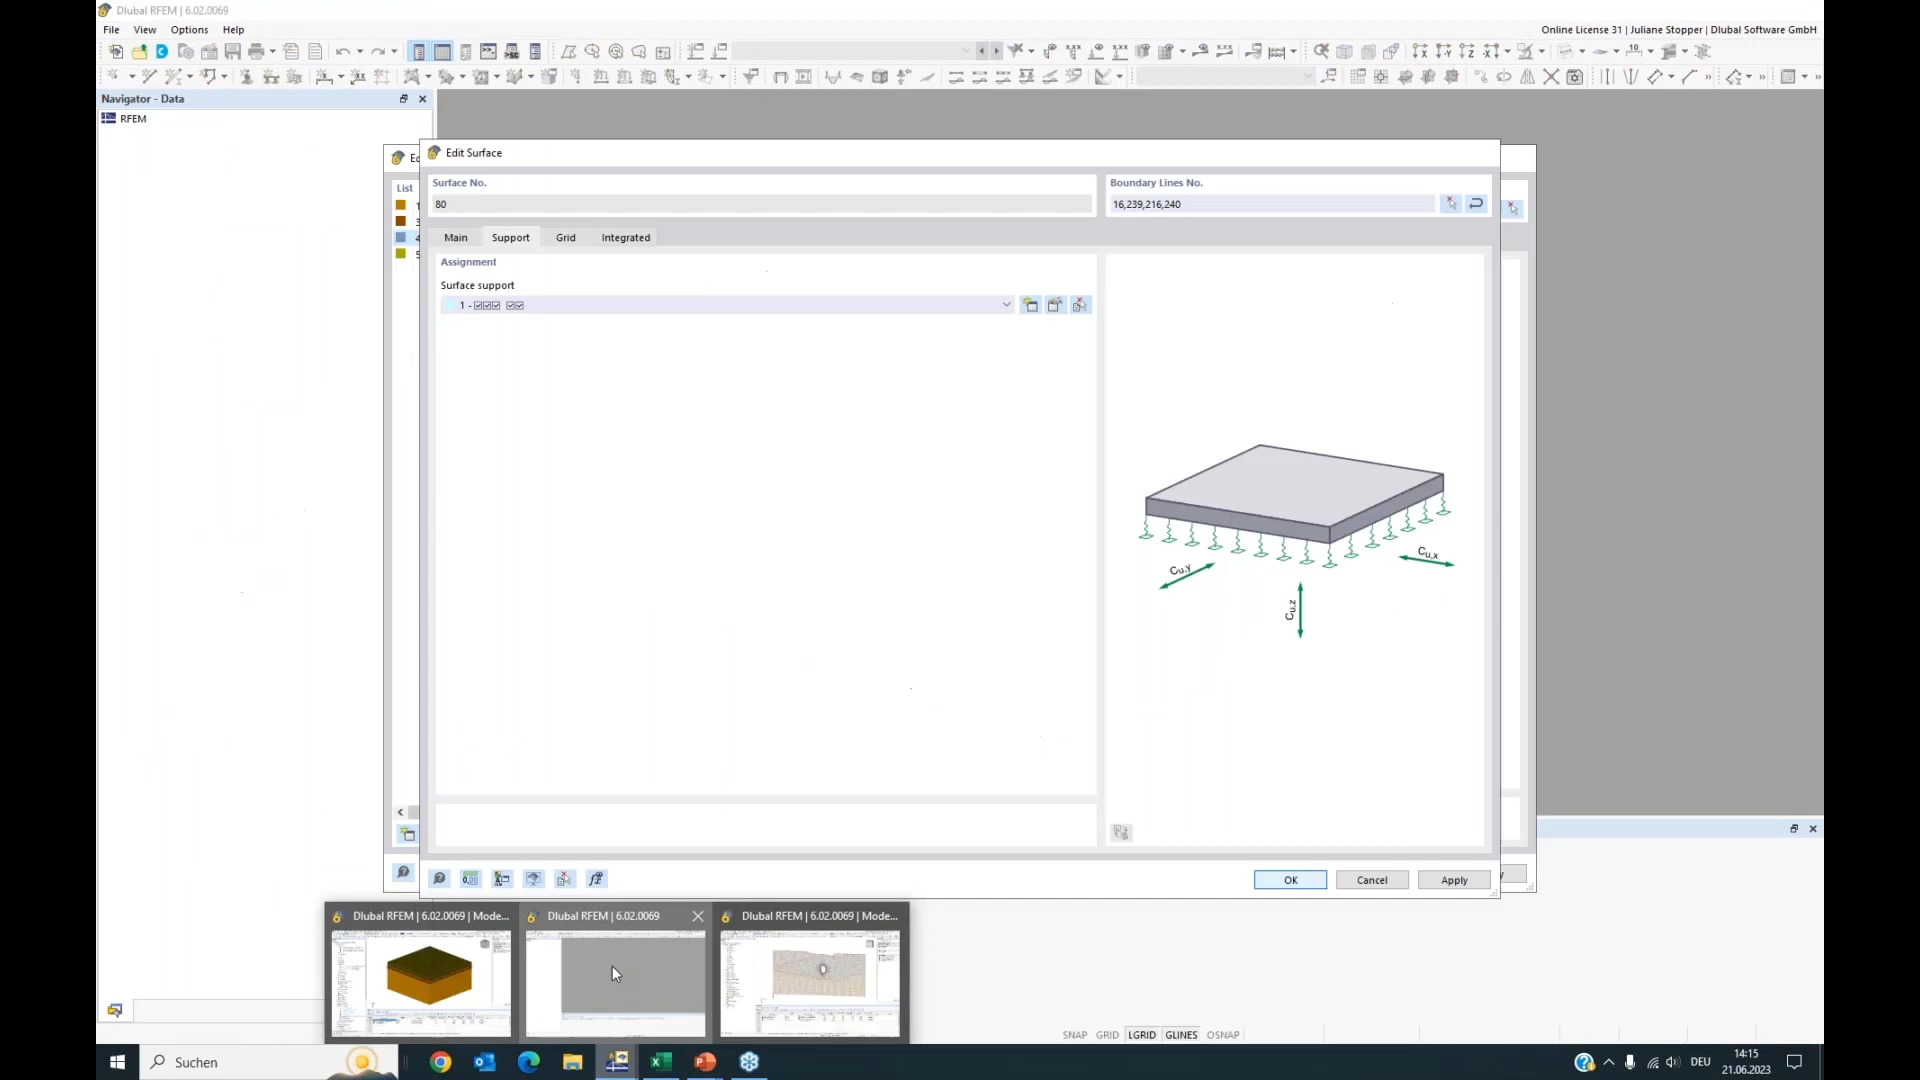 Dlubal RFEM | 6.02.0069
File View Options Help
Online License 31 | Juliane Stopper | Dlubal Software GmbH
Navigator - Data
RFEM
Edit Surface
List
Surface No.
80
Boundary Lines No.
16,239,216,240
Main Support Grid Integrated
Assignment
Surface support
1 -
Cu,x
Cu,y
Cu,z
OK Cancel Apply
Dlubal RFEM | 6.02.0069 | Mode...
Dlubal RFEM | 6.02.0069
Dlubal RFEM | 6.02.0069 | Mode...
SNAP GRID LGRID GLINES OSNAP
Suchen
DEU
14:15
21.06.2023